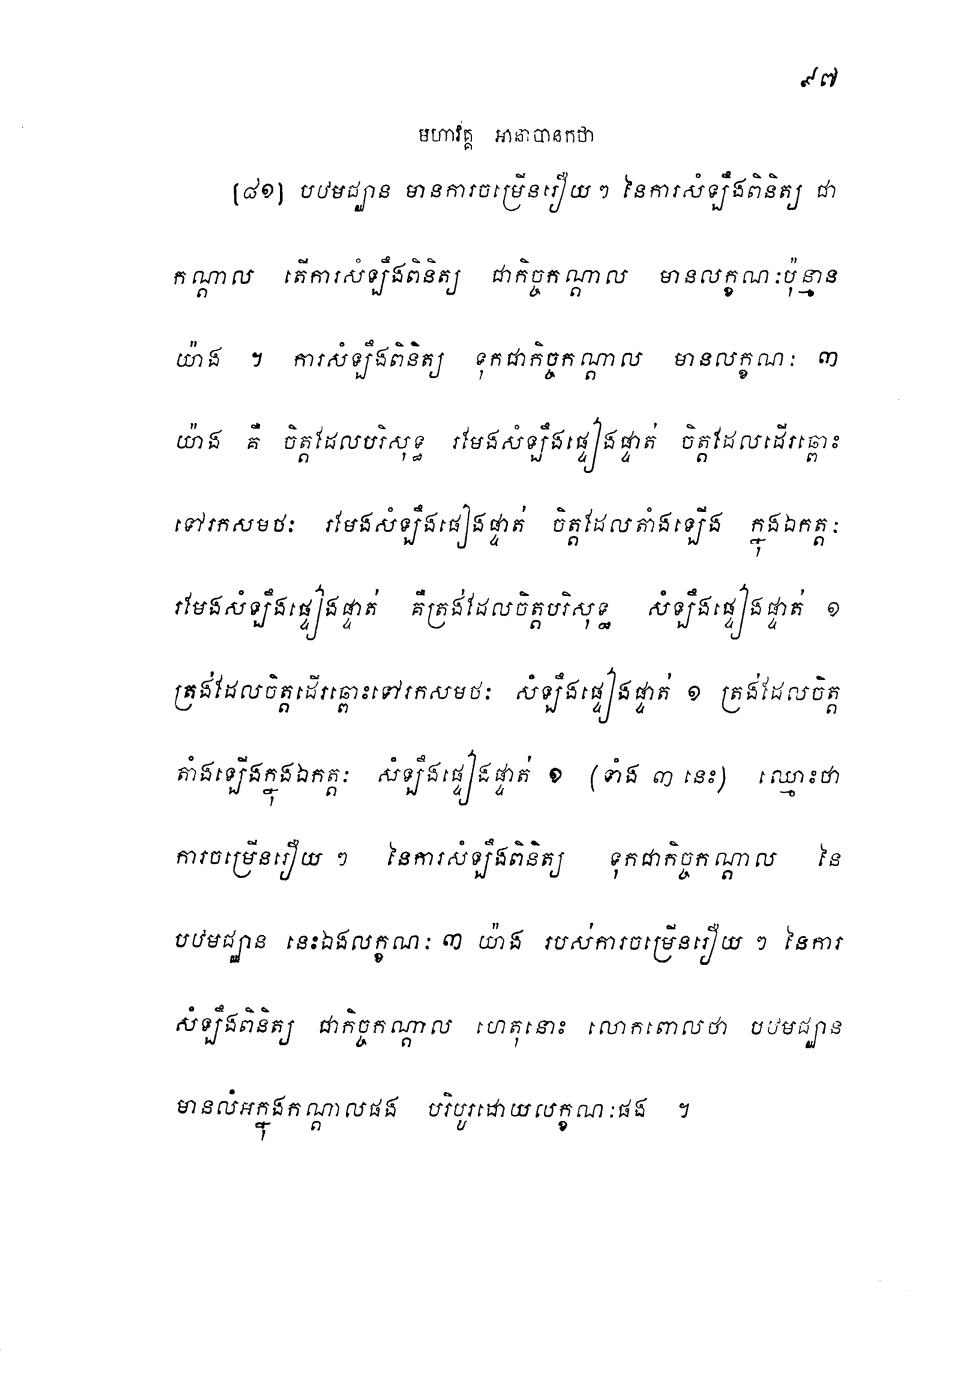 ៩៧
មហាវគ្គ អានាបានកថា
(៨១) បឋមជ្ឈាន មានការចម្រើនរឿយ ៗ នៃការសំឡឹងពិនិត្យ ជា
កណ្តាល តើការសំឡឹងពិនិត្យ ជាកិច្ចកណ្តាល មានលក្ខណៈប៉ុន្មាន
យ៉ាង ។ ការសំឡឹងពិនិត្យ ទុកជាកិច្ចកណ្តាល មានលក្ខណៈ ៣
យ៉ាង គឺ ចិត្តដែលបរិសុទ្ធ រមែងសំឡឹងផ្ទៀងផ្ទាត់ ចិត្តដែលដើរឆ្ពោះ
ទៅរកសមថៈ រមែងសំឡឹងផៀងផ្ទាត់ ចិត្តដែលតាំងឡើង ក្នុងឯកត្តៈ
រមែងសំឡឹងផ្ទៀងផ្ទាត់ គឺត្រង់ដែលចិត្តបរិសុទ្ធ សំឡឹងផ្ទៀងផ្ទាត់ ១
ត្រង់ដែលចិត្តដើរឆ្ពោះទៅរកសមថៈ សំឡឹងផ្ទៀងផ្ទាត់ ១ ត្រង់ដែលចិត្ត
តាំងឡើងក្នុងឯកត្តៈ សំឡឹងផ្ទៀងផ្ទាត់ ១ (ទាំង ៣ នេះ) ឈ្មោះថា
ការចម្រើនរឿយ ៗ នៃការសំឡឹងពិនិត្យ ទុកជាកិច្ចកណ្តាល នៃ
បឋមជ្ឈាន នេះឯងលក្ខណៈ ៣ យ៉ាង របស់ការចម្រើនរឿយ ៗ នៃការ
សំឡឹងពិនិត្យ ជាកិច្ចកណ្តាល ហេតុនោះ លោកពោលថា បឋមជ្ឈាន
មានលំអក្នុងកណ្តាលផង បរិបូរដោយលក្ខណៈផង ។